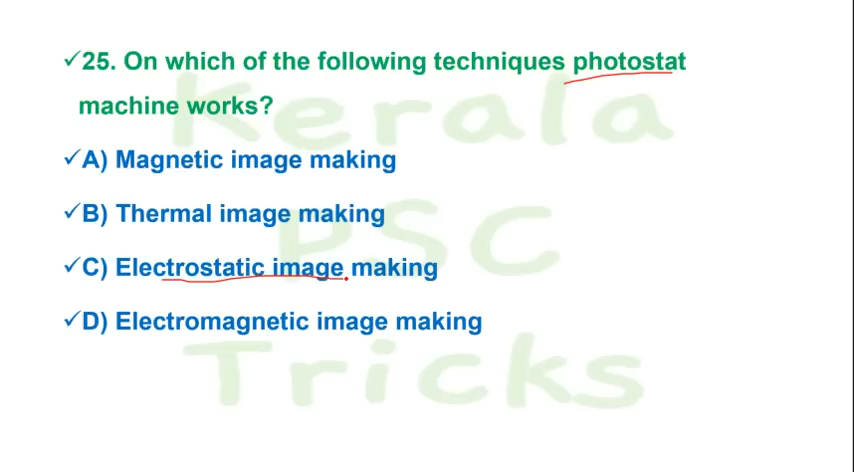 ✓25. On which of the following techniques photostat
machine works?
✓A) Magnetic image making
✓B) Thermal image making
✓C) Electrostatic image making
✓D) Electromagnetic image making
Kerala
PSC
Tricks